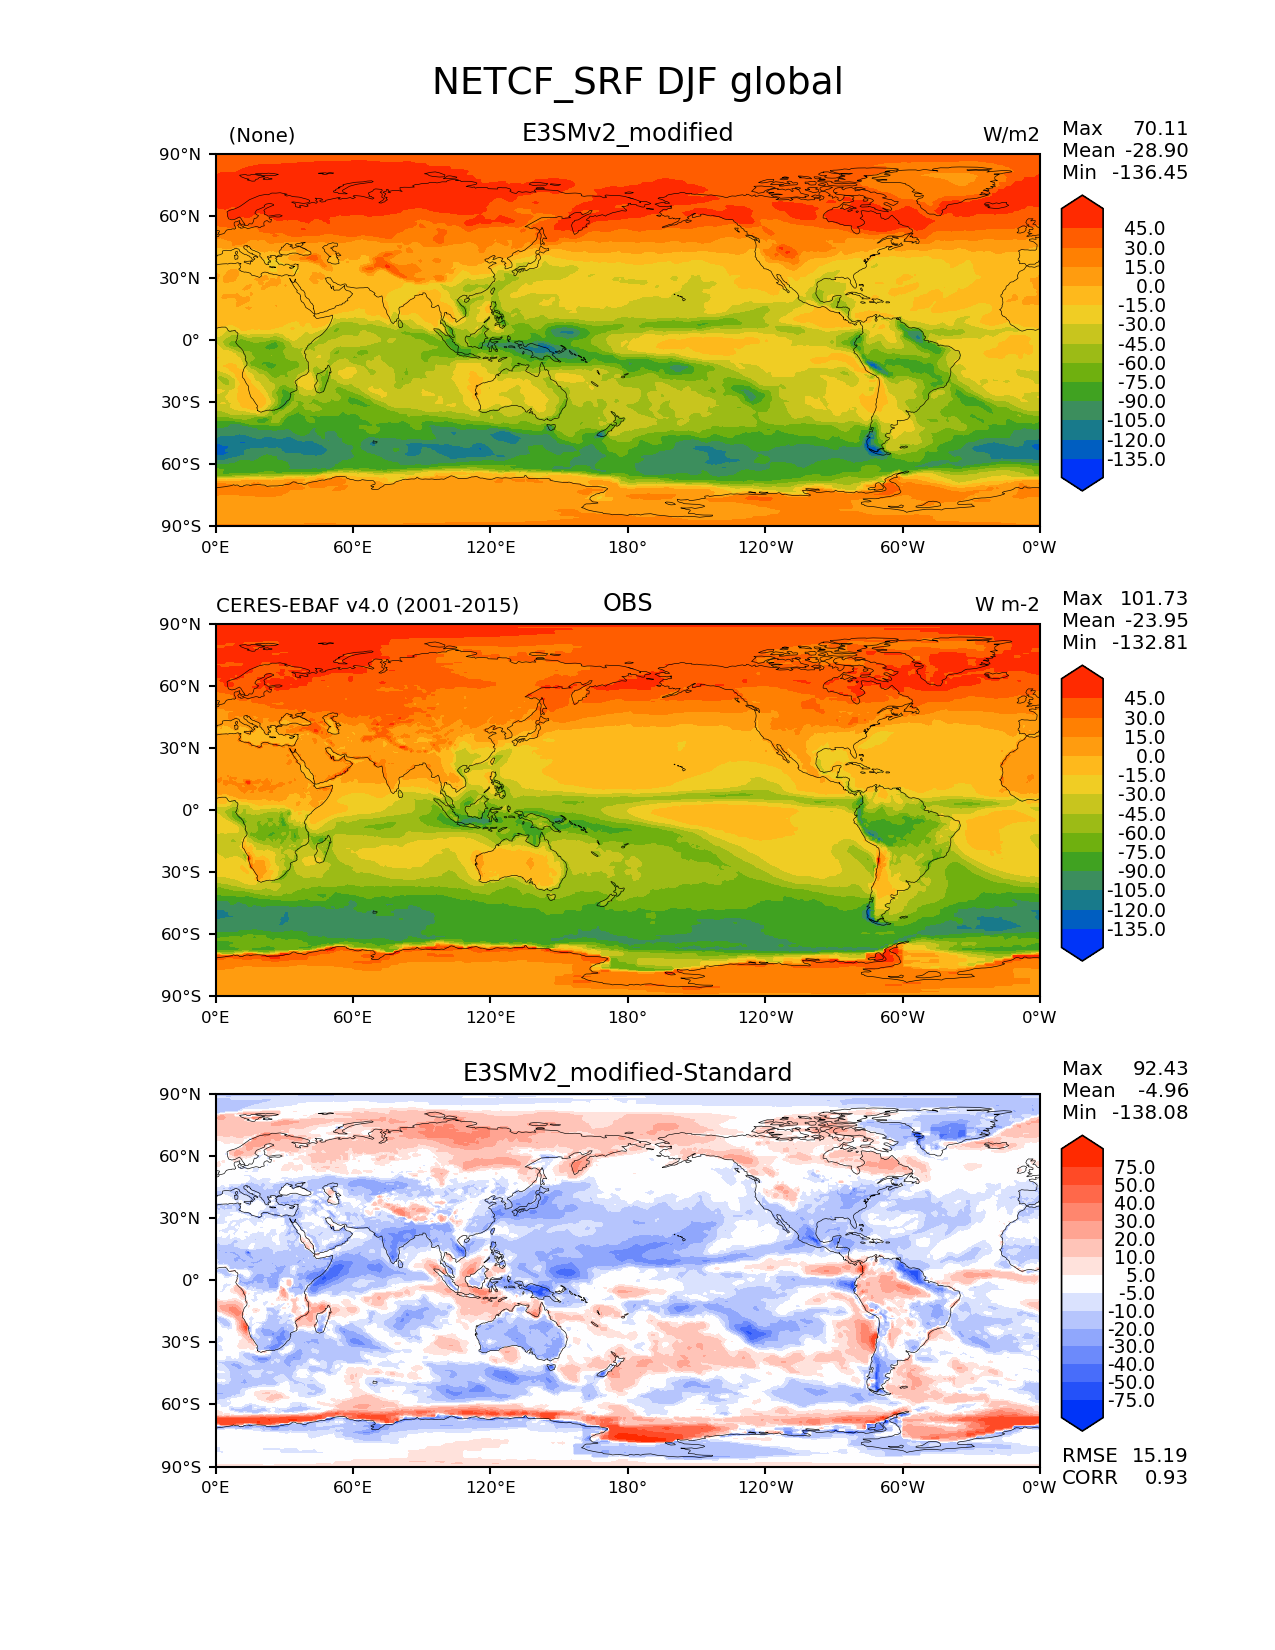 NETCF_SRF DJF global
(None) E3SMv2_modified W/m2
Max 70.11
Mean -28.90
Min -136.45
90°N
60°N
30°N
0°
30°S
60°S
90°S
0°E 60°E 120°E 180° 120°W 60°W 0°W
45.0
30.0
15.0
0.0
-15.0
-30.0
-45.0
-60.0
-75.0
-90.0
-105.0
-120.0
-135.0
CERES-EBAF v4.0 (2001-2015) OBS W m-2
Max 101.73
Mean -23.95
Min -132.81
90°N
60°N
30°N
0°
30°S
60°S
90°S
0°E 60°E 120°E 180° 120°W 60°W 0°W
45.0
30.0
15.0
0.0
-15.0
-30.0
-45.0
-60.0
-75.0
-90.0
-105.0
-120.0
-135.0
E3SMv2_modified-Standard
Max 92.43
Mean -4.96
Min -138.08
90°N
60°N
30°N
0°
30°S
60°S
90°S
0°E 60°E 120°E 180° 120°W 60°W 0°W
75.0
50.0
40.0
30.0
20.0
10.0
5.0
-5.0
-10.0
-20.0
-30.0
-40.0
-50.0
-75.0
RMSE 15.19
CORR 0.93